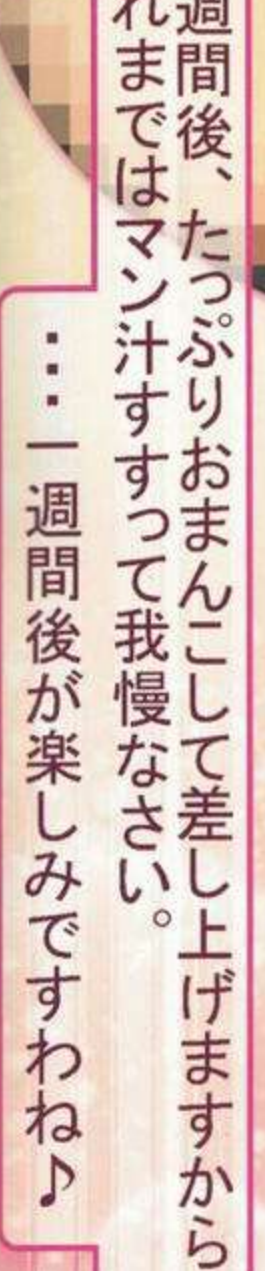 週間後、たっぷりおまんこして差し上げますから
れまではマン汁すすって我慢なさい。
・・・一週間後が楽しみですわね♪